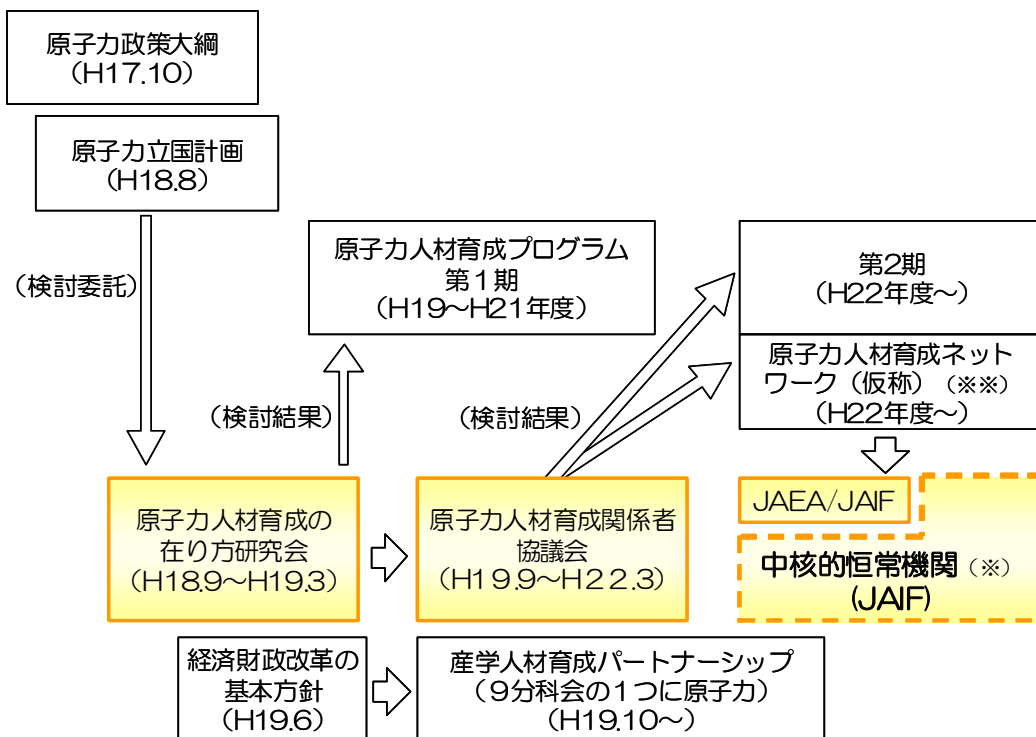 原子力政策大綱
（H17.10）
原子力立国計画
（H18.8）
（検討委託）
原子力人材育成プログラム
第１期
（H19～H21年度）
第2期
（H22年度～）
原子力人材育成ネット
ワーク（仮称）（※※）
（H22年度～）
（検討結果）
（検討結果）
原子力人材育成の
在り方研究会
（H18.9～H19.3）
原子力人材育成関係者
協議会
（H１９.９～H２２.３）
JAEA/JAIF
中核的恒常機関（※）
(JAIF)
経済財政改革の
基本方針
（H19.6）
産学人材育成パートナーシップ
（９分科会の１つに原子力）
（H19.10～）